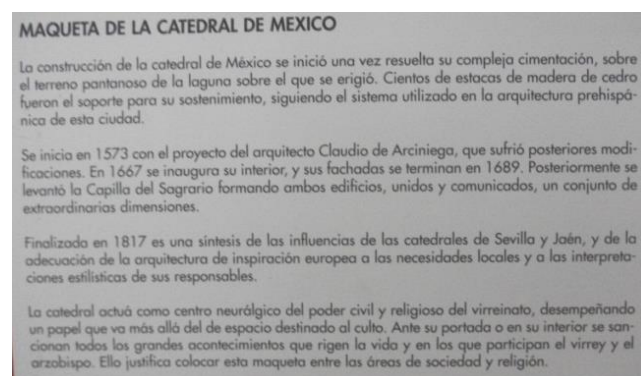 MAQUETA DE LA CATEDRAL DE MEXICO
La construcción de la catedral de México se inició una vez resuelta su compleja cimentación, sobre
el terreno pantanoso de la laguna sobre el que se erigió. Cientos de estacas de madera de cedro
fueron el soporte para su sostenimiento, siguiendo el sistema utilizado en la arquitectura prehispá-
nica de esta ciudad.
Se inicia en 1573 con el proyecto del arquitecto Claudio de Arciniega, que sufrió posteriores modi-
ficaciones. En 1667 se inaugura su interior, y sus fachadas se terminan en 1689. Posteriormente se
levantó la Capilla del Sagrario formando ambos edificios, unidos y comunicados, un conjunto de
extraordinarias dimensiones.
Finalizada en 1817 es una síntesis de las influencias de las catedrales de Sevilla y Jaén, y de la
adecuación de la arquitectura de inspiración europea a las necesidades locales y a las interpreta-
ciones estilísticas de sus responsables.
La catedral actuó como centro neurálgico del poder civil y religioso del virreinato, desempeñando
un papel que va más allá del de espacio destinado al culto. Ante su portada o en su interior se san-
cionan todos los grandes acontecimientos que rigen la vida y en los que participan el virrey y el
arzobispo. Ello justifica colocar esta maqueta entre las áreas de sociedad y religión.